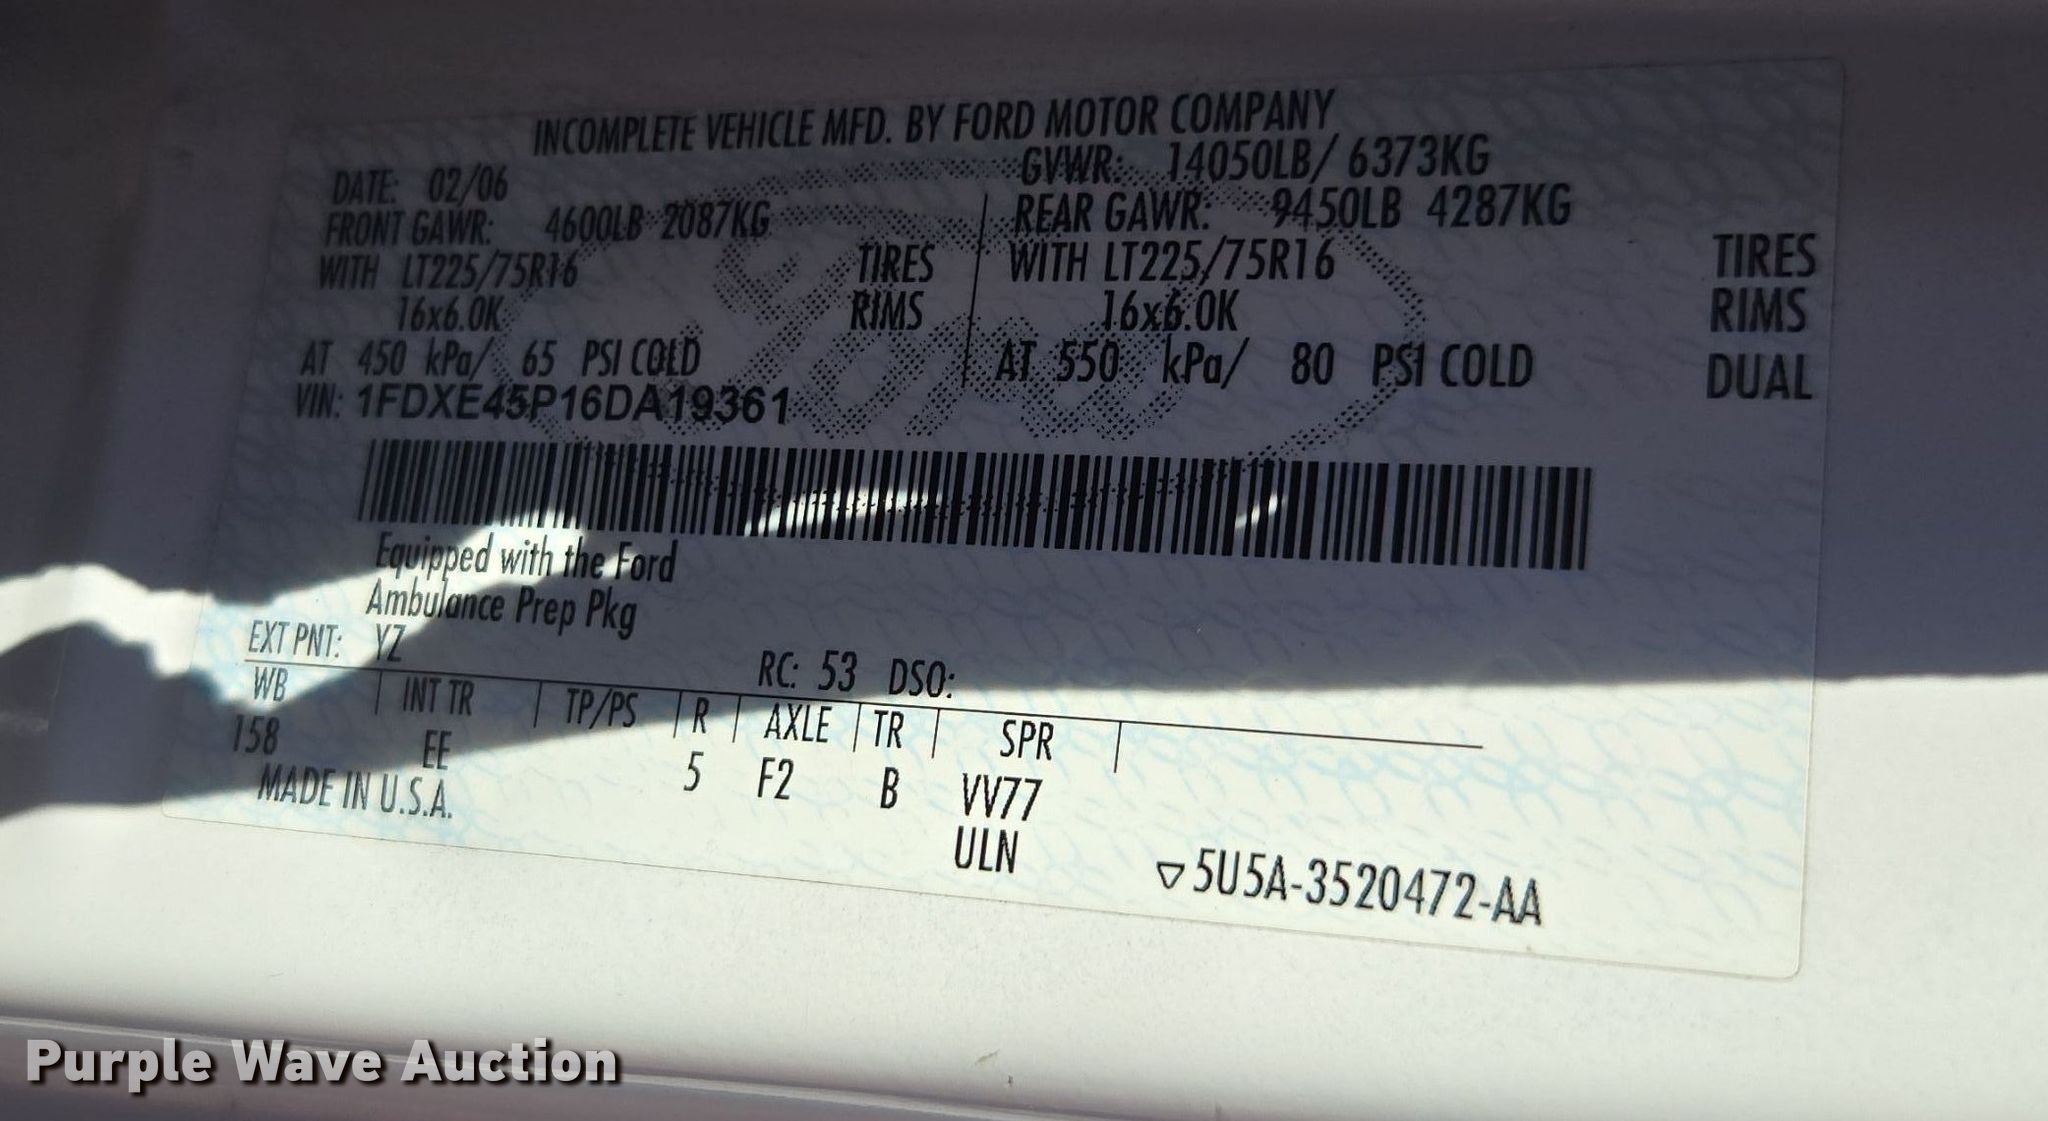 INCOMPLETE VEHICLE MFD. BY FORD MOTOR COMPANY
DATE: 02/06 GVWR: 14050LB/ 6373KG
FRONT GAWR: 4600LB 2087KG REAR GAWR: 9450LB 4287KG
WITH LT225/75R16 TIRES WITH LT225/75R16 TIRES
16x6.0K RIMS 16x6.0K RIMS
AT 450 kPa/ 65 PSI COLD AT 550 kPa/ 80 PSI COLD DUAL
VIN: 1FDXE45P16DA19361
Ford
Equipped with the Ford
Ambulance Prep Pkg
EXT PNT: YZ RC: 53 DSO:
WB INT TR TP/PS R AXLE TR SPR
158 EE 5 F2 B VV77
MADE IN U.S.A. ULN
▽5U5A-3520472-AA
Purple Wave Auction